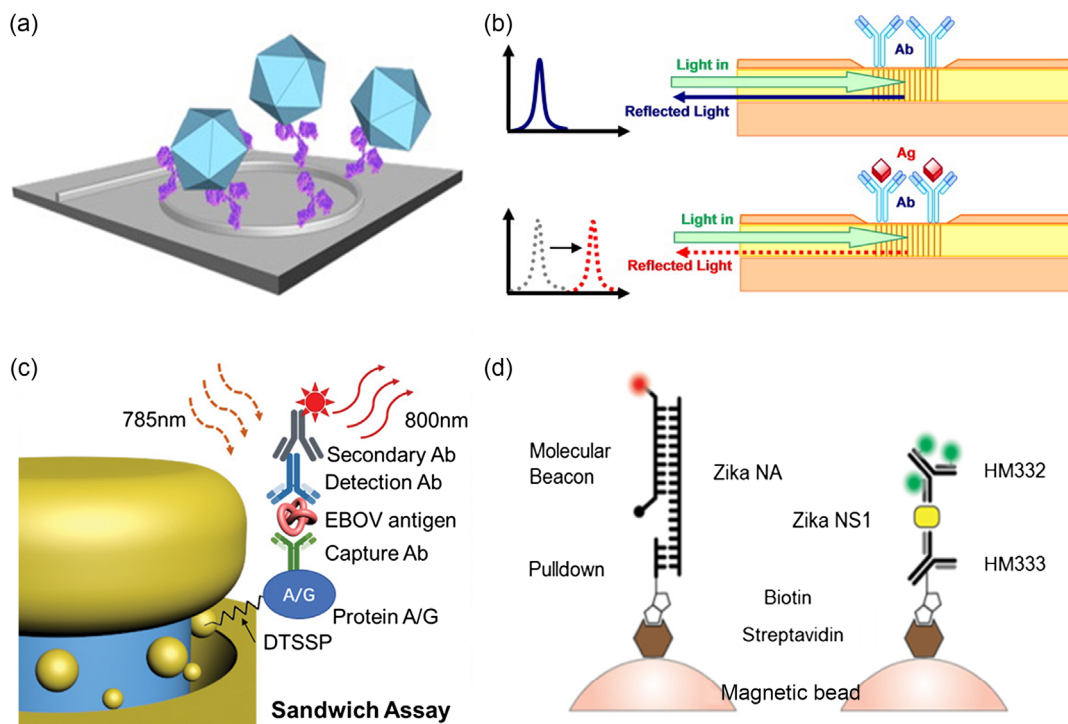 (a)
(b)
Ab
Light in
Reflected Light
Ag
Ab
Light in
Reflected Light
(c)
785nm
800nm
Secondary Ab
Detection Ab
EBOV antigen
Capture Ab
A/G
Protein A/G
DTSSP
Sandwich Assay
(d)
Molecular
Beacon
Zika NA
HM332
Zika NS1
Pulldown
HM333
Biotin
Streptavidin
Magnetic bead